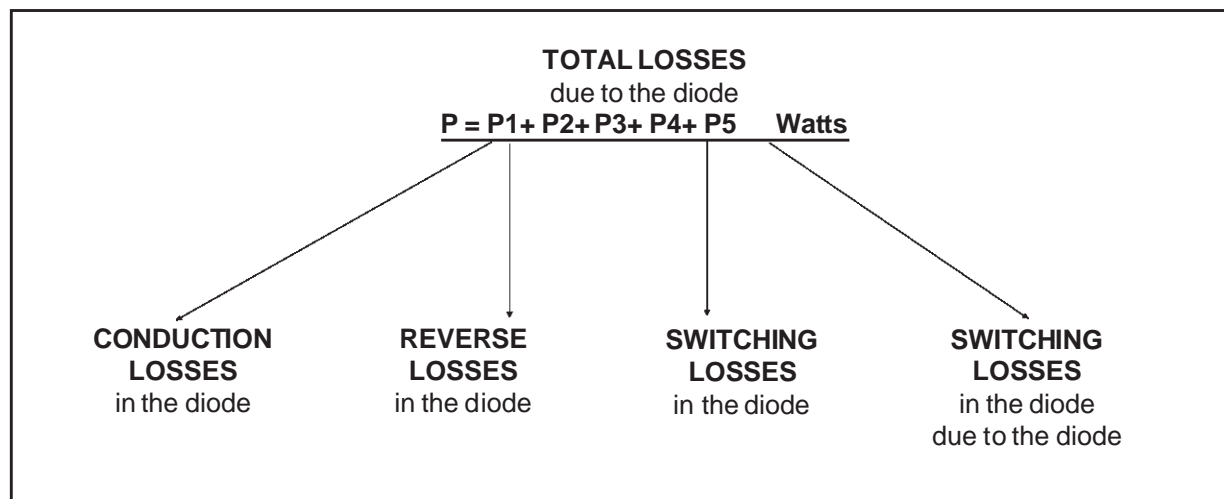 TOTAL LOSSES
due to the diode
P = P1+ P2+ P3+ P4+ P5 Watts
CONDUCTION
LOSSES
in the diode
REVERSE
LOSSES
in the diode
SWITCHING
LOSSES
in the diode
SWITCHING
LOSSES
in the diode
due to the diode